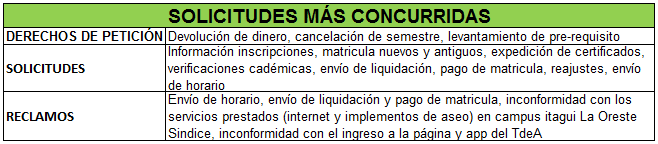 SOLICITUDES MÁS CONCURRIDAS
DERECHOS DE PETICIÓN Devolución de dinero, cancelación de semestre, levantamiento de pre-requisito
SOLICITUDES
Información inscripciones, matricula nuevos y antiguos, expedición de certificados,
verificaciones cadémicas, envío de liquidación, pago de matricula, reajustes, envío
de horario
RECLAMOS
Envío de horario, envío de liquidación y pago de matricula, inconformidad con los
servicios prestados (internet y implementos de aseo) en campus itagui La Oreste
Sindice, inconformidad con el ingreso a la página y app del TdeA